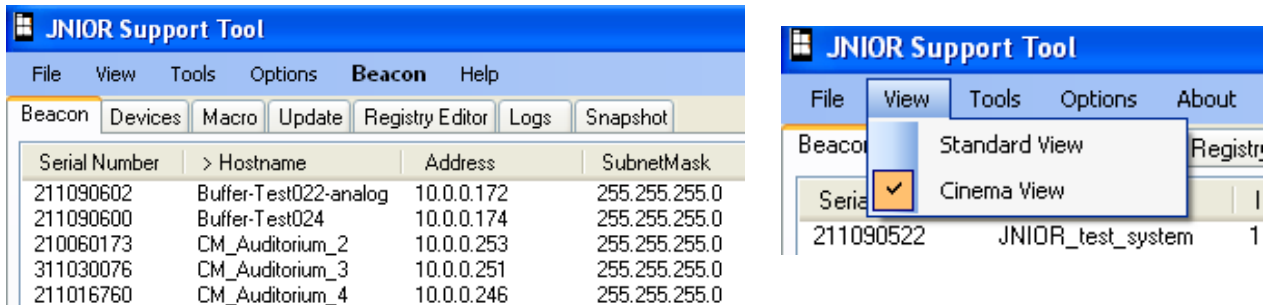 JNIOR Support Tool
File View Tools Options Beacon Help
Beacon Devices Macro Update Registry Editor Logs Snapshot
Serial Number > Hostname Address SubnetMask
211090602 Buffer-Test022-analog 10.0.0.172 255.255.255.0
211090600 Buffer-Test024 10.0.0.174 255.255.255.0
210060173 CM_Auditorium_2 10.0.0.253 255.255.255.0
311030076 CM_Auditorium_3 10.0.0.251 255.255.255.0
211016760 CM_Auditorium_4 10.0.0.246 255.255.255.0
JNIOR Support Tool
File View Tools Options About
Beaco Standard View Registry
Seria Cinema View I
211090522 JNIOR_test_system 1